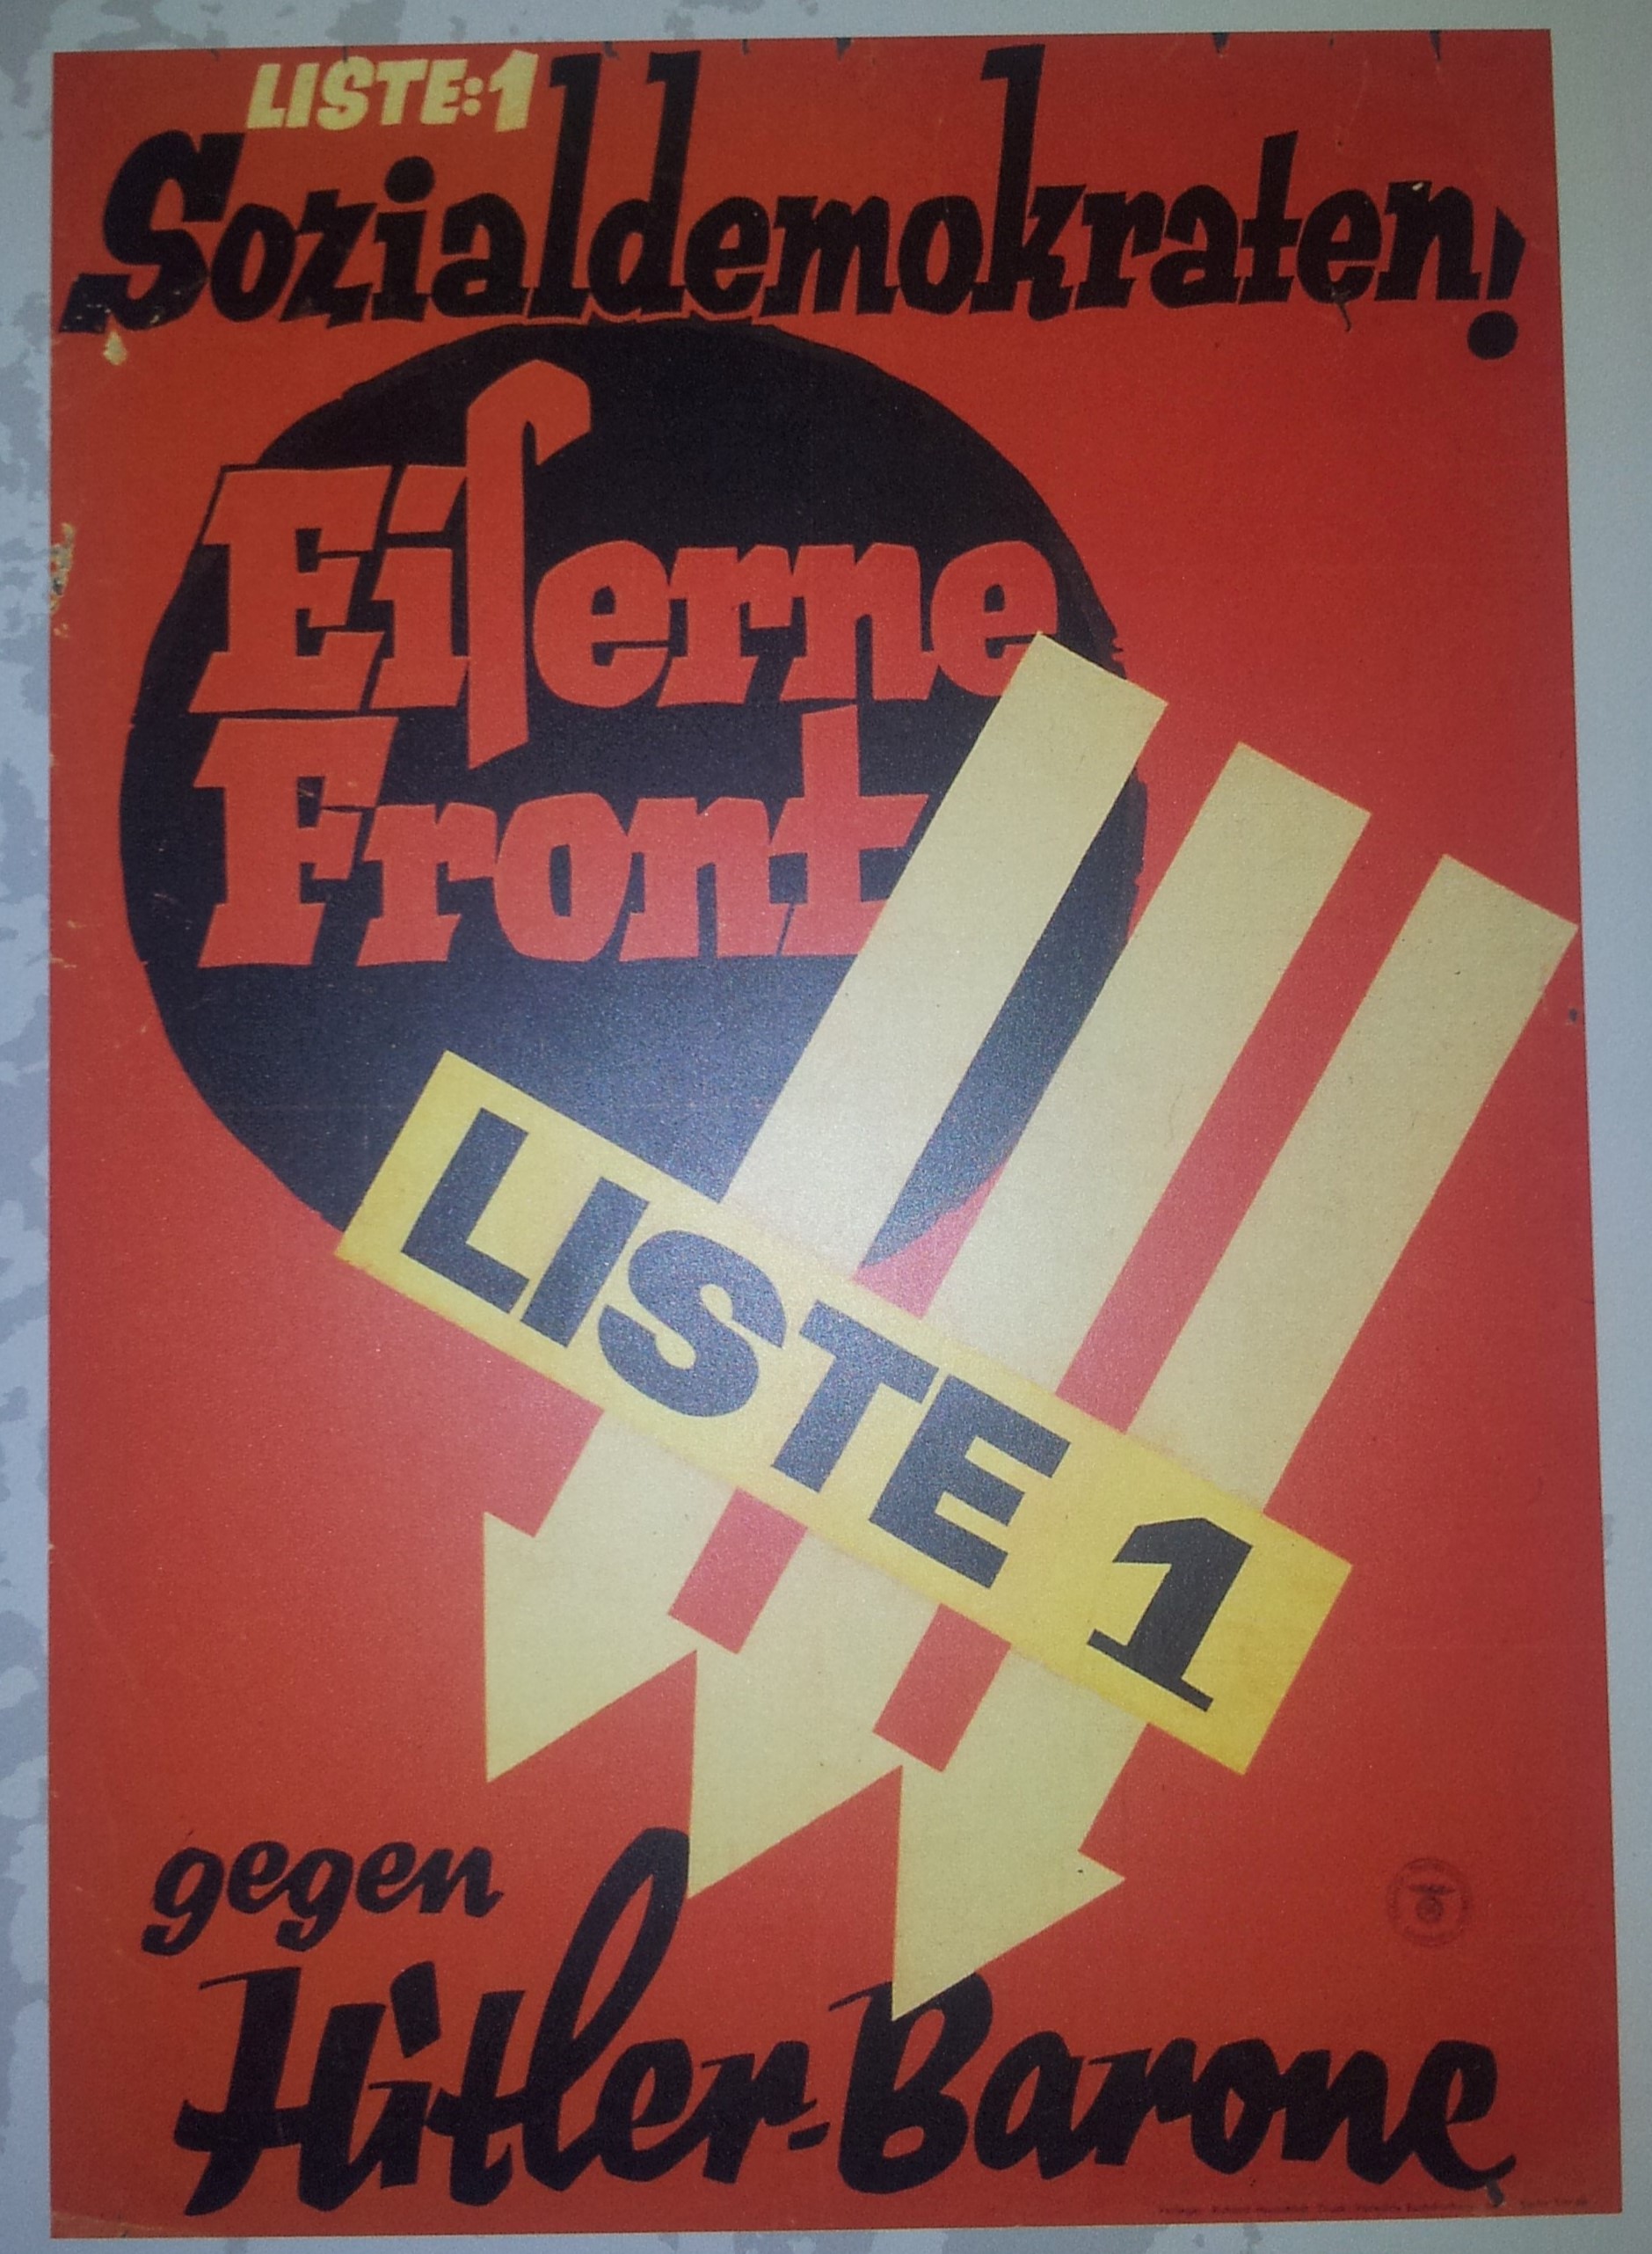 LISTE:1
Sozialdemokraten!
Eiſerne
Front
LISTE 1
gegen
Hitler-Barone